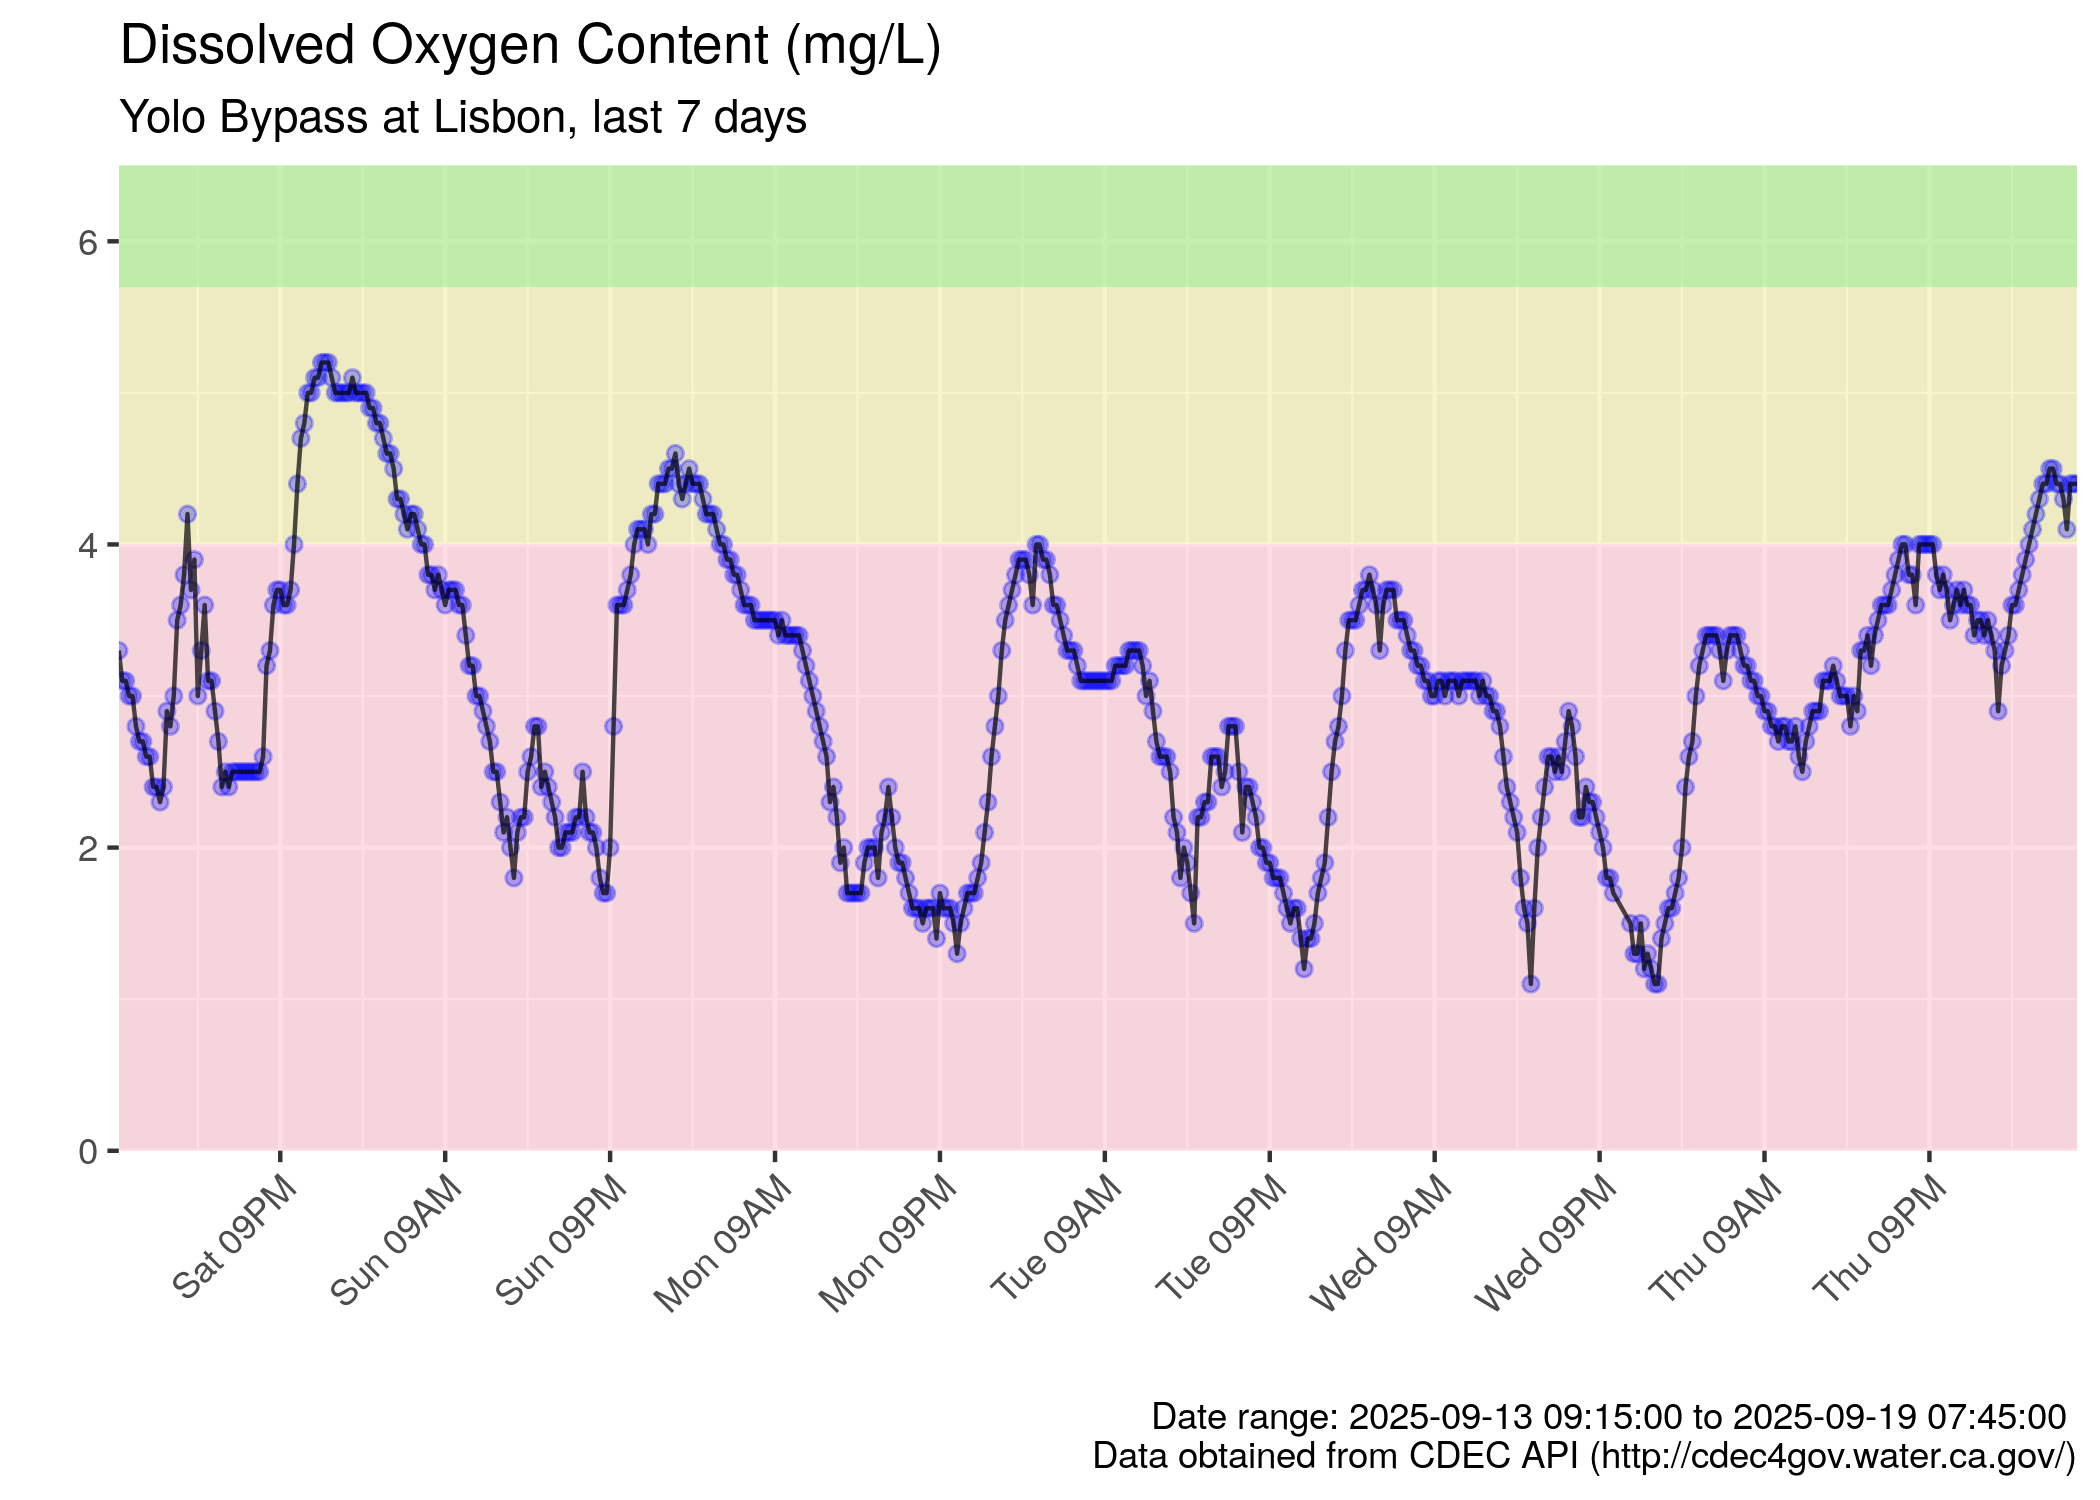 Dissolved Oxygen Content (mg/L)
Yolo Bypass at Lisbon, last 7 days
6
4
2
0
Sat 09PM
Sun 09AM
Sun 09PM
Mon 09AM
Mon 09PM
Tue 09AM
Tue 09PM
Wed 09AM
Wed 09PM
Thu 09AM
Thu 09PM
Date range: 2025-09-13 09:15:00 to 2025-09-19 07:45:00
Data obtained from CDEC API (http://cdec4gov.water.ca.gov/)